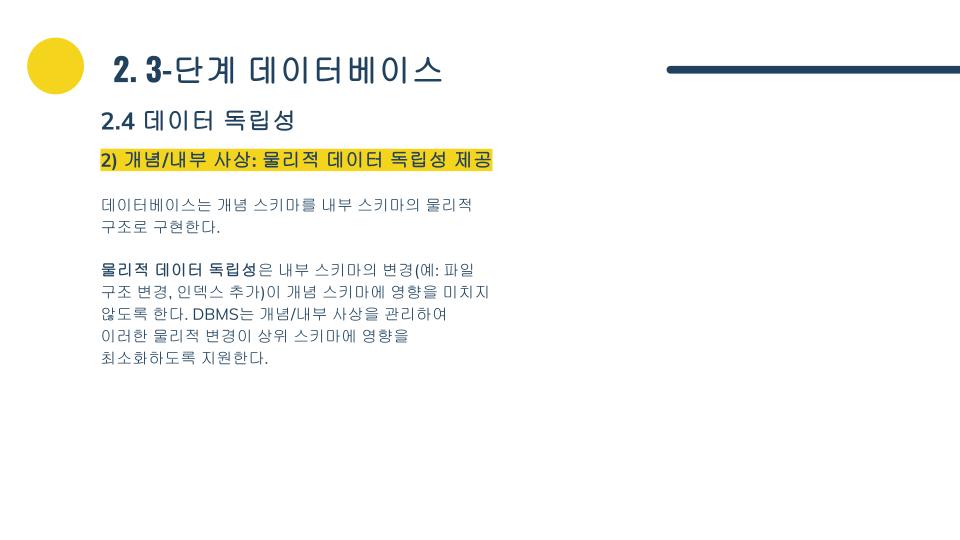 2. 3-단계 데이터베이스
2.4 데이터 독립성
2) 개념/내부 사상: 물리적 데이터 독립성 제공
데이터베이스는 개념 스키마를 내부 스키마의 물리적
구조로 구현한다.
물리적 데이터 독립성은 내부 스키마의 변경(예: 파일
구조 변경, 인덱스 추가)이 개념 스키마에 영향을 미치지
않도록 한다. DBMS는 개념/내부 사상을 관리하여
이러한 물리적 변경이 상위 스키마에 영향을
최소화하도록 지원한다.